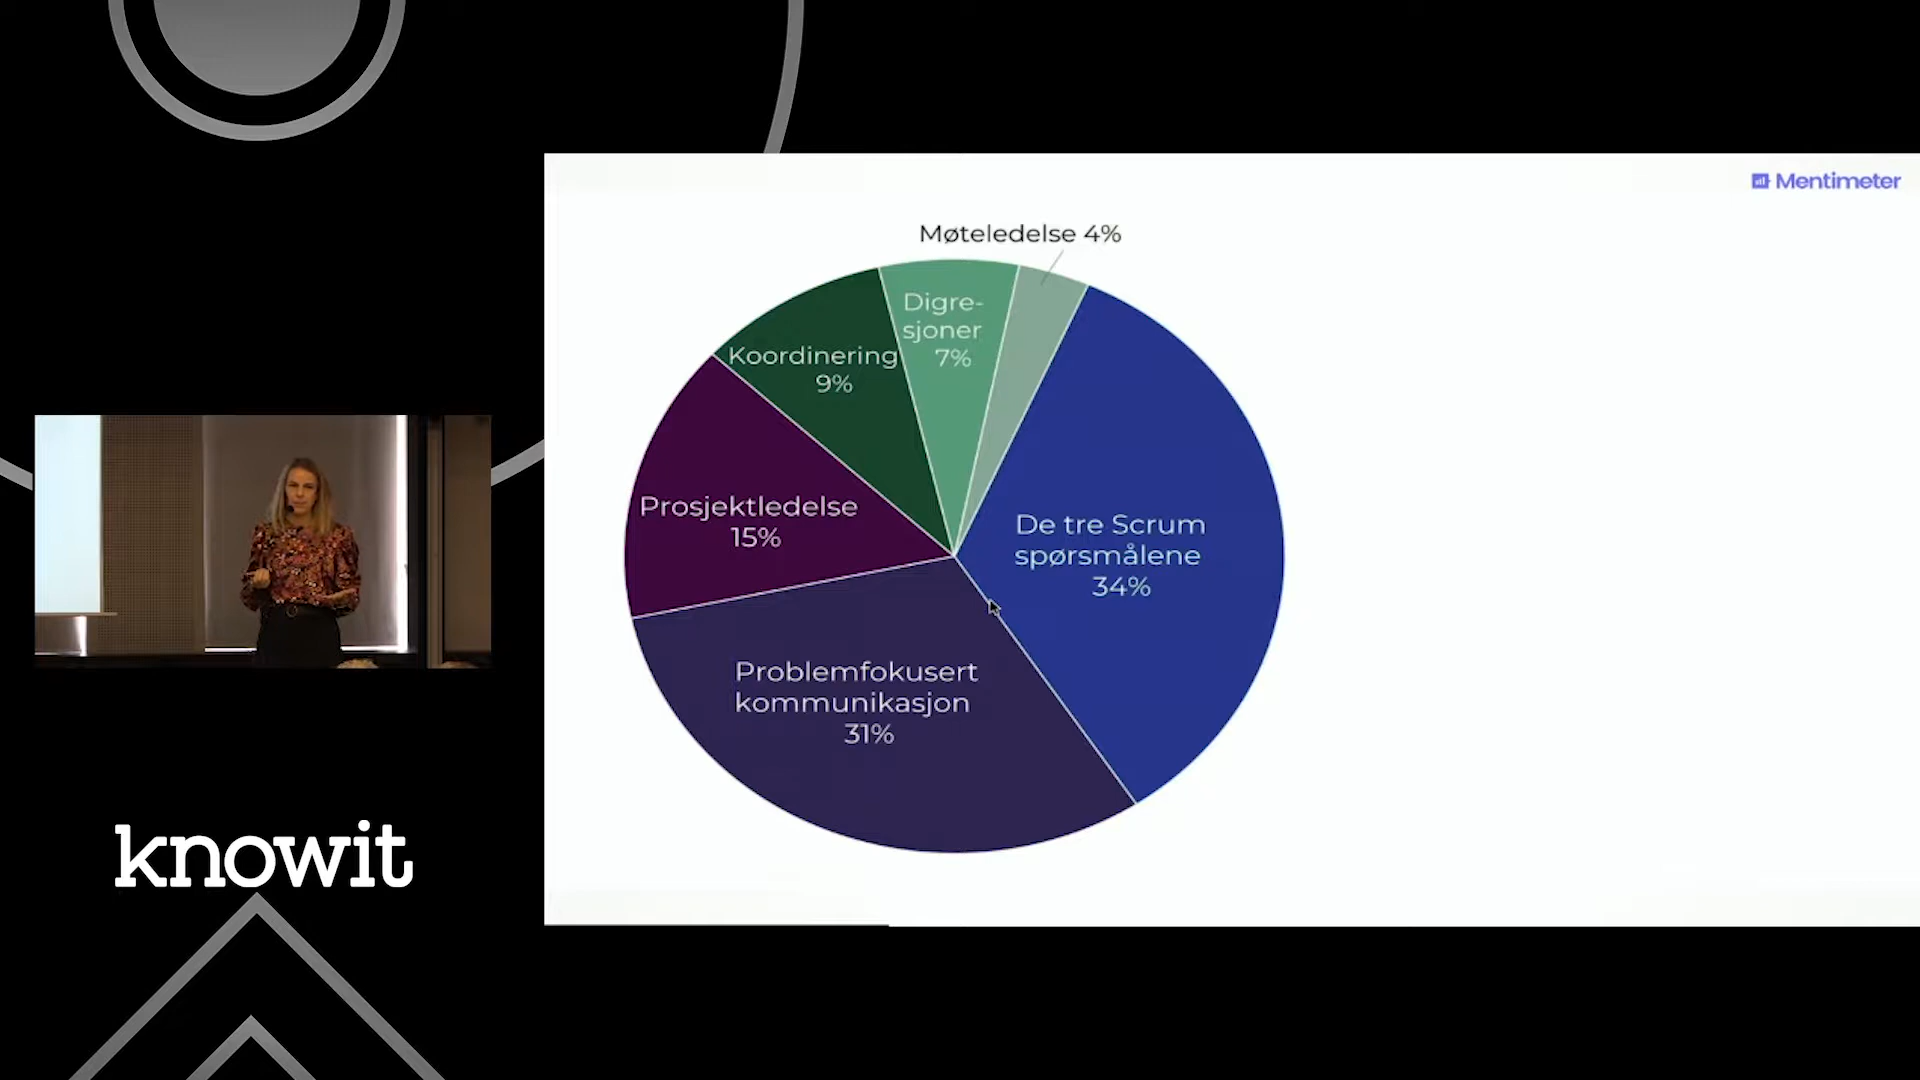 Mentimeter
Møteledelse 4%
Digre-
sjoner
7%
Koordinering
9%
Prosjektledelse
15%
De tre Scrum
spørsmålene
34%
Problemfokusert
kommunikasjon
31%
knowit